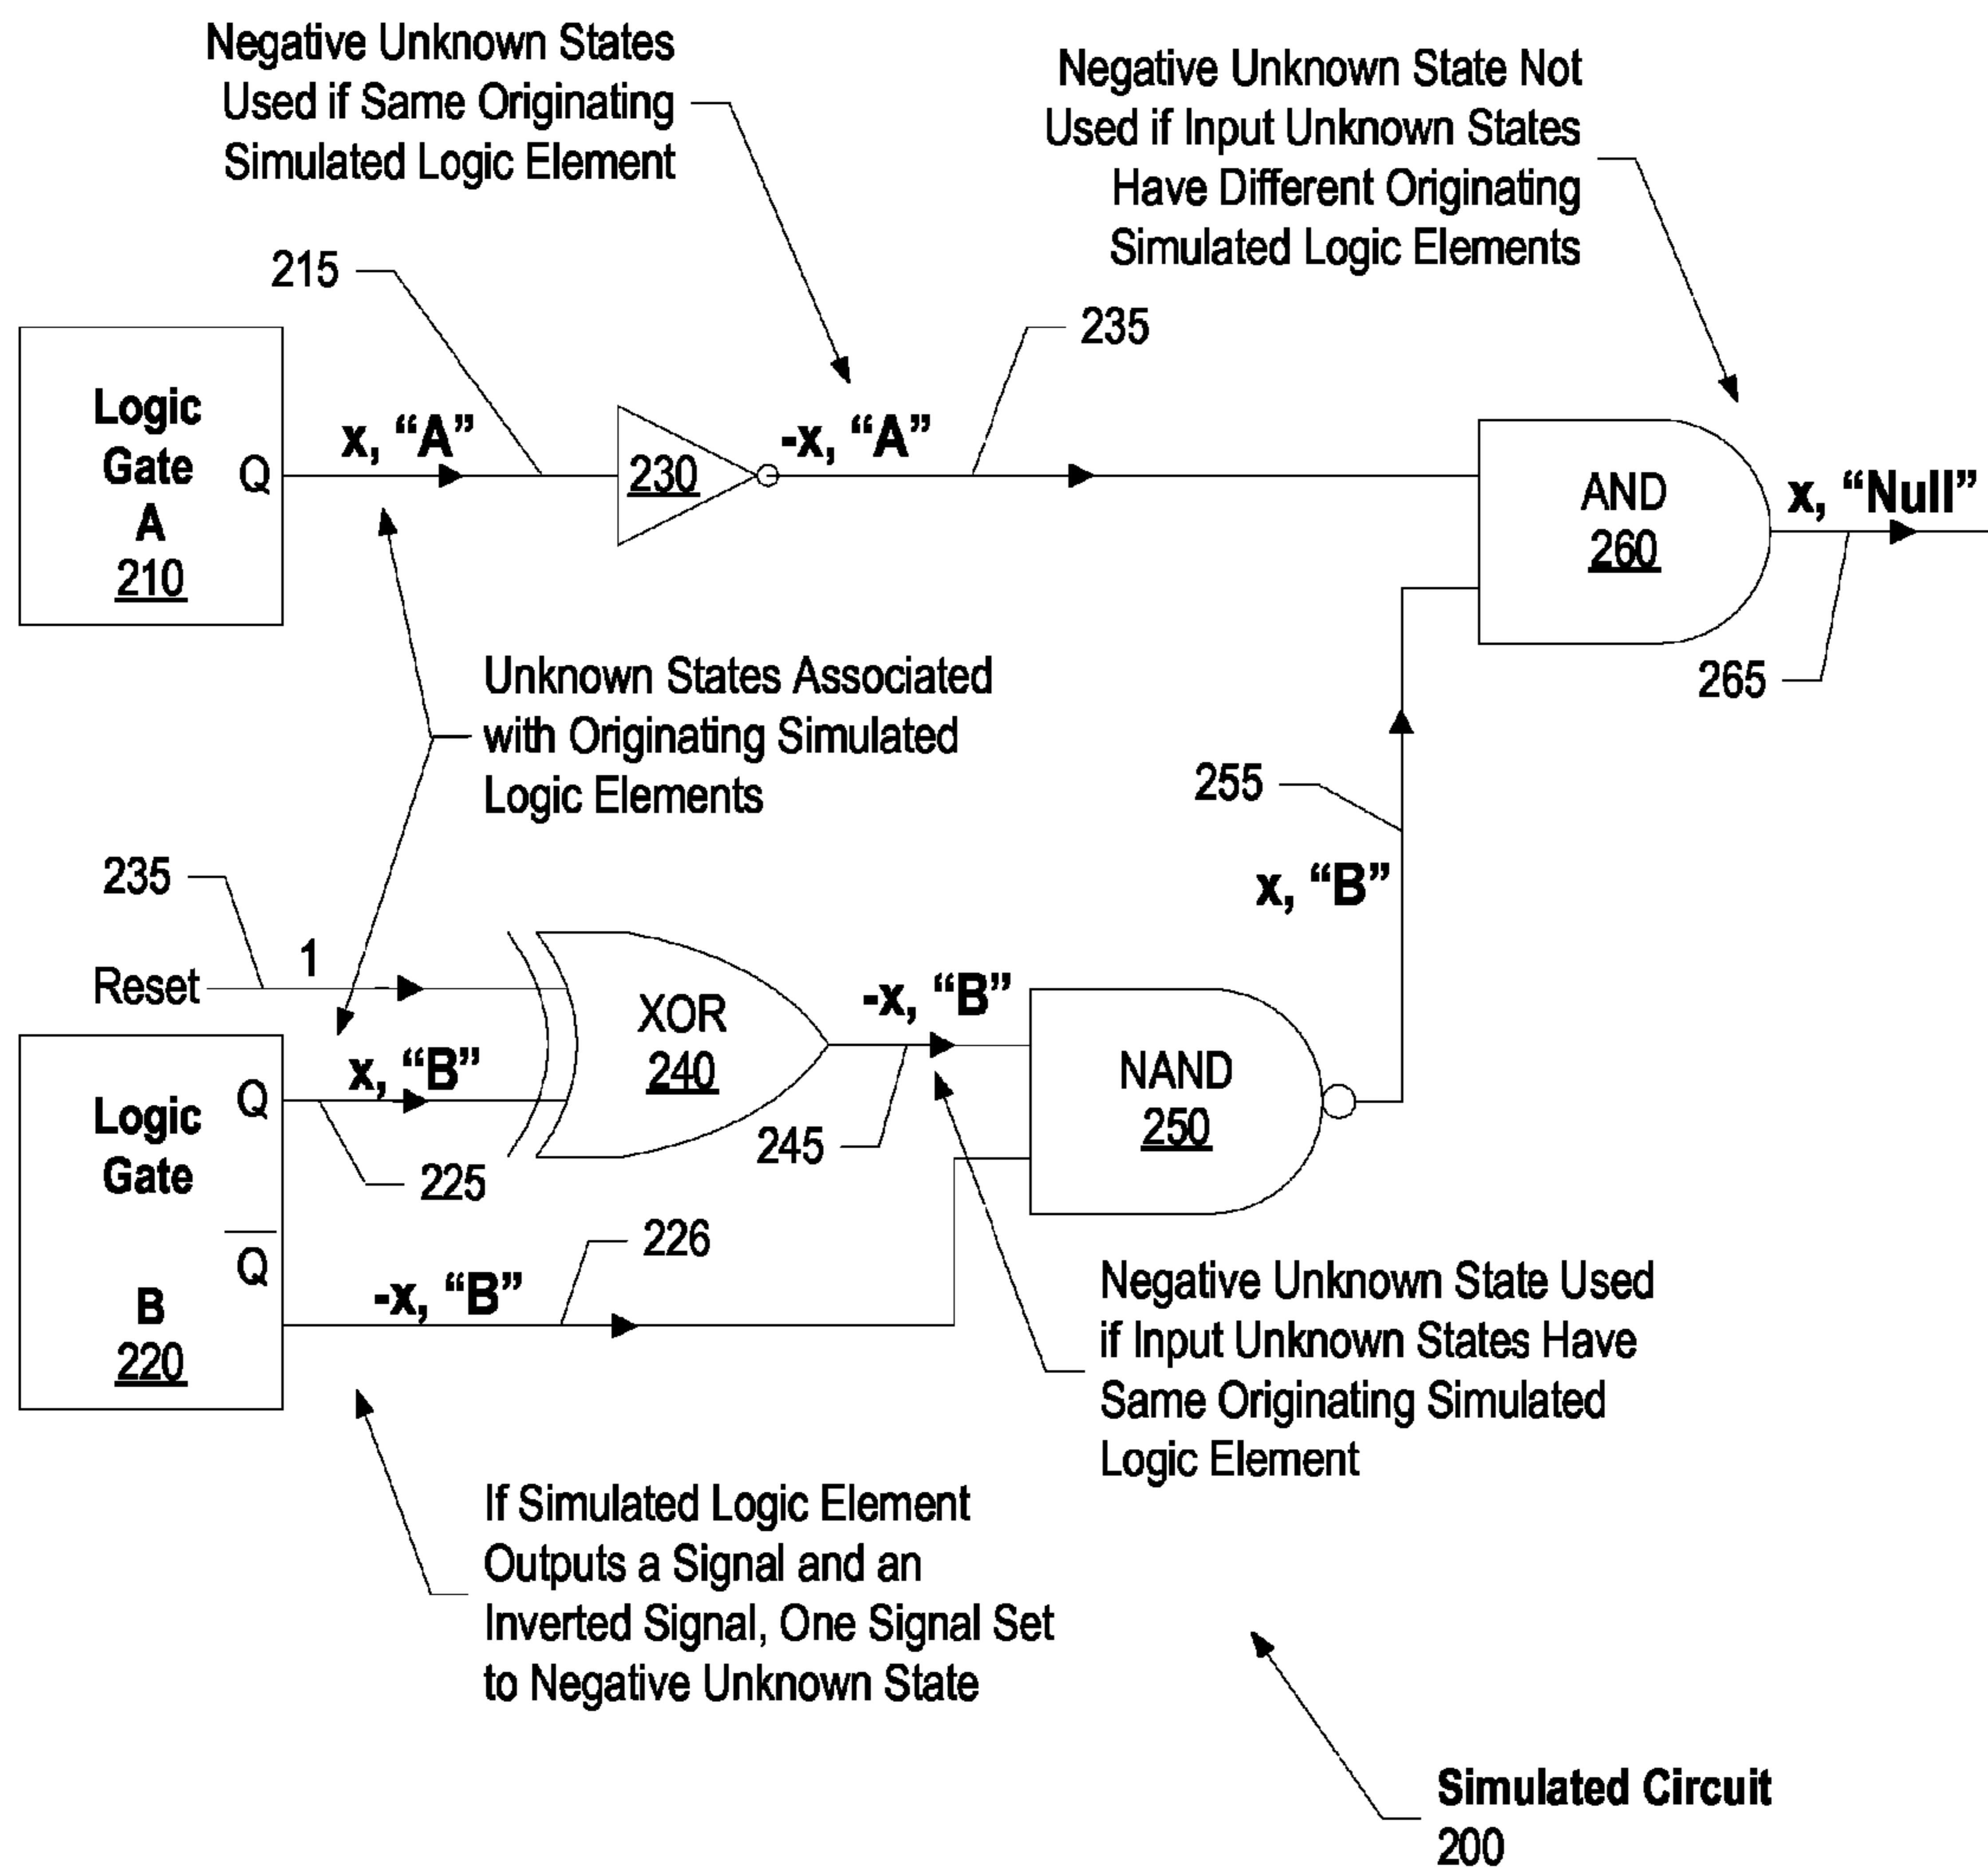 Negative Unknown States
Used if Same Originating
Simulated Logic Element
Negative Unknown State Not
Used if Input Unknown States
Have Different Originating
Simulated Logic Elements
215
235
Logic
Gate
A
210
Q
x, “A”
230
-x, “A”
AND
260
x, “Null”
265
Unknown States Associated
with Originating Simulated
Logic Elements
255
x, “B”
235
Reset
1
XOR
240
-x, “B”
245
NAND
250
Logic
Gate
B
220
Q
x, “B”
225
Q
-x, “B”
226
Negative Unknown State Used
if Input Unknown States Have
Same Originating Simulated
Logic Element
If Simulated Logic Element
Outputs a Signal and an
Inverted Signal, One Signal Set
to Negative Unknown State
Simulated Circuit
200